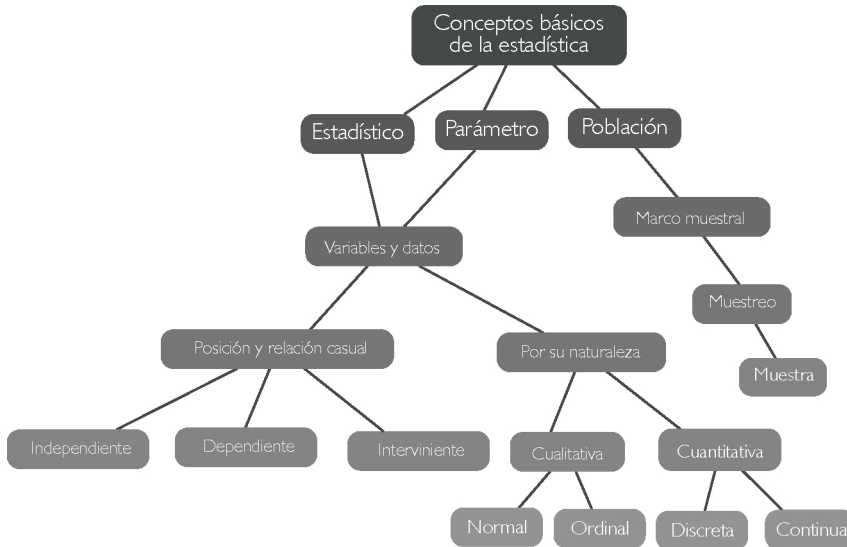 Conceptos básicos
de la estadística
Estadístico
Parámetro
Población
Marco muestral
Variables y datos
Muestreo
Posición y relación casual
Por su naturaleza
Muestra
Independiente
Dependiente
Interviniente
Cualitativa
Cuantitativa
Normal
Ordinal
Discreta
Continua